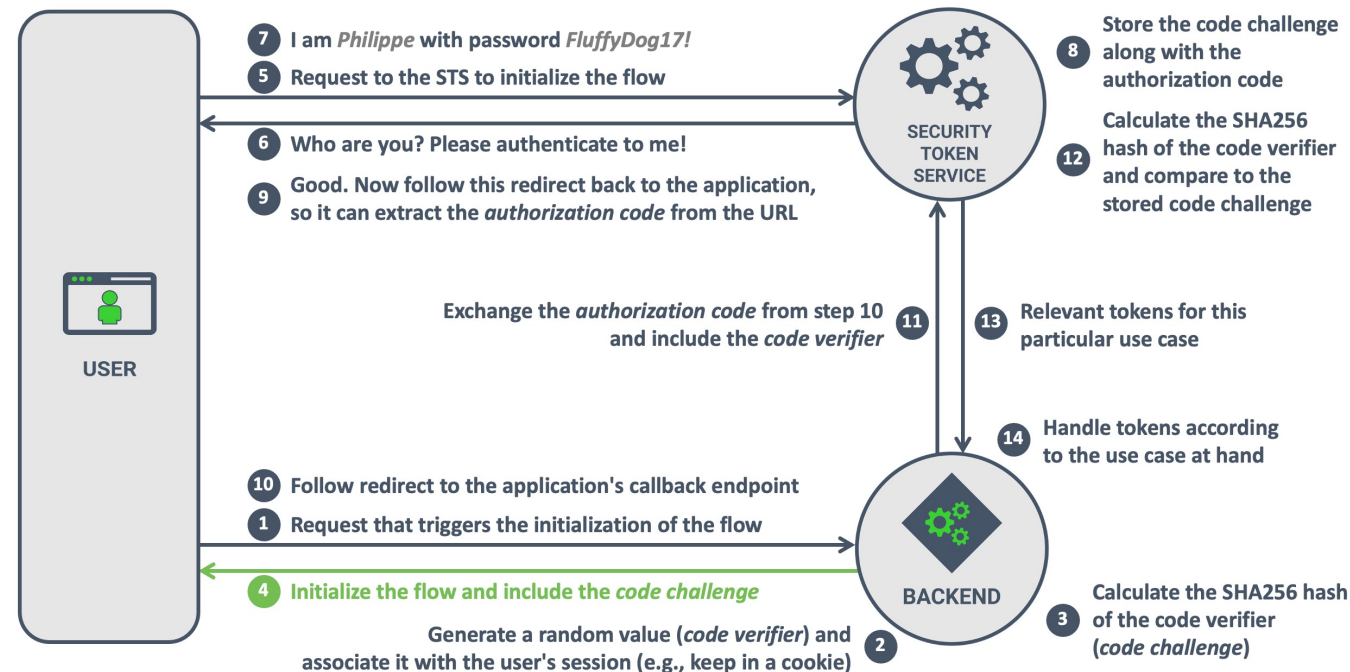 7 I am Philippe with password FluffyDog17!
5 Request to the STS to initialize the flow
6 Who are you? Please authenticate to me!
9 Good. Now follow this redirect back to the application,
so it can extract the authorization code from the URL
SECURITY
TOKEN
SERVICE
8 Store the code challenge
along with the
authorization code
12 Calculate the SHA256
hash of the code verifier
and compare to the
stored code challenge
USER
Exchange the authorization code from step 10
and include the code verifier
11
13 Relevant tokens for this
particular use case
14 Handle tokens according
to the use case at hand
10 Follow redirect to the application's callback endpoint
1 Request that triggers the initialization of the flow
4 Initialize the flow and include the code challenge
BACKEND
Generate a random value (code verifier) and
associate it with the user's session (e.g., keep in a cookie)
2
3 Calculate the SHA256 hash
of the code verifier
(code challenge)